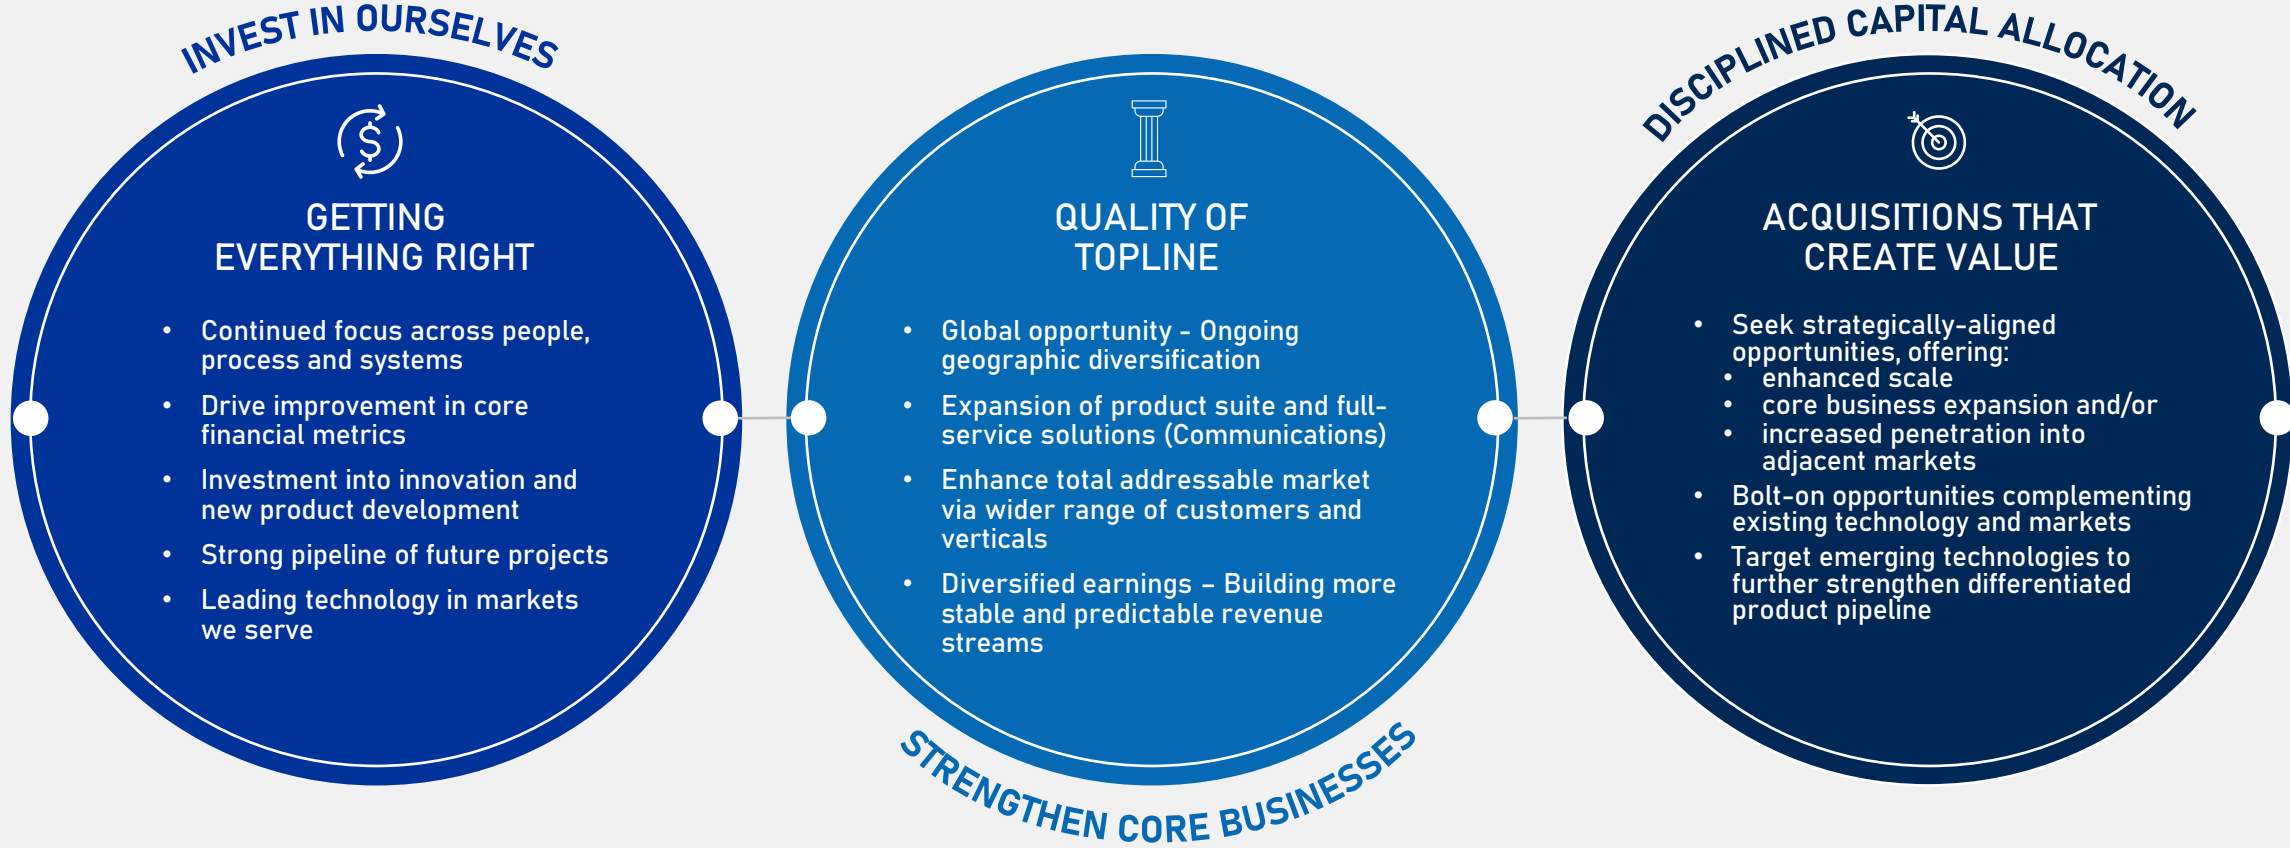 INVEST IN OURSELVES
GETTING
EVERYTHING RIGHT
• Continued focus across people,
process and systems
• Drive improvement in core
financial metrics
• Investment into innovation and
new product development
• Strong pipeline of future projects
• Leading technology in markets
we serve
QUALITY OF
TOPLINE
• Global opportunity - Ongoing
geographic diversification
• Expansion of product suite and full-
service solutions (Communications)
• Enhance total addressable market
via wider range of customers and
verticals
• Diversified earnings – Building more
stable and predictable revenue
streams
STRENGTHEN CORE BUSINESSES
DISCIPLINED CAPITAL ALLOCATION
ACQUISITIONS THAT
CREATE VALUE
• Seek strategically-aligned
opportunities, offering:
• enhanced scale
• core business expansion and/or
• increased penetration into
adjacent markets
• Bolt-on opportunities complementing
existing technology and markets
• Target emerging technologies to
further strengthen differentiated
product pipeline